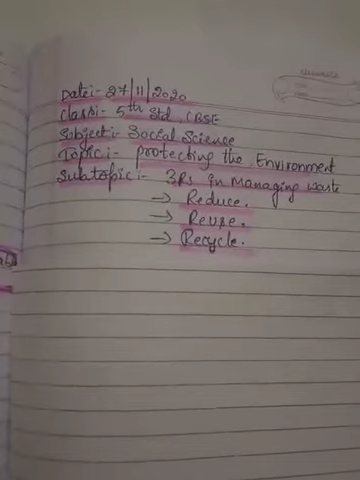 Date:- 27/11/2020
Class:- 5th Std, CBSE
Subject:- Social Science
Topic:- protecting the Environment
Subtopic:- 3Rs in Managing waste
→ Reduce.
→ Reuse.
→ Recycle.